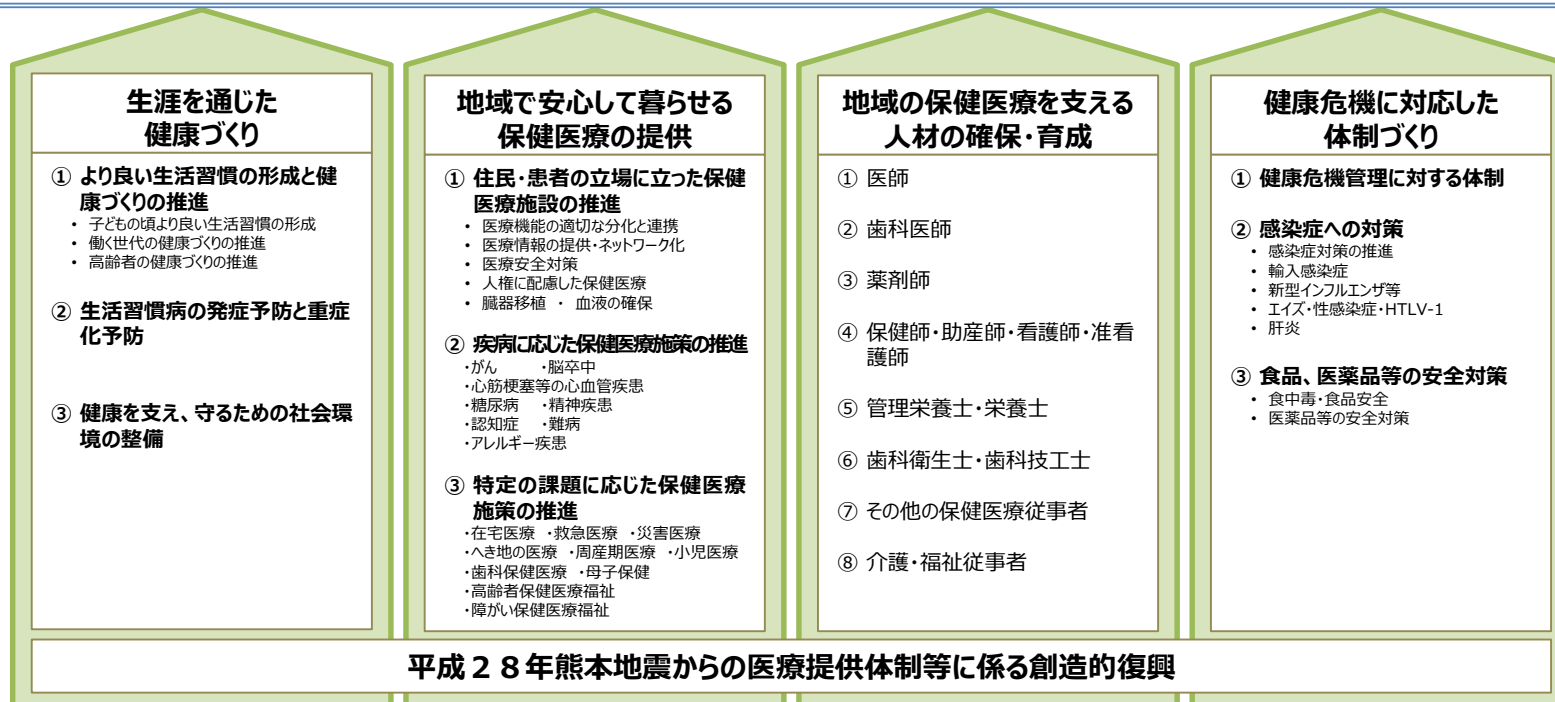 生涯を通じた
健康づくり
① より良い生活習慣の形成と健
康づくりの推進
• 子どもの頃より良い生活習慣の形成
• 働く世代の健康づくりの推進
• 高齢者の健康づくりの推進
② 生活習慣病の発症予防と重症
化予防
③ 健康を支え、守るための社会環
境の整備
地域で安心して暮らせる
保健医療の提供
① 住民・患者の立場に立った保健
医療施設の推進
• 医療機能の適切な分化と連携
• 医療情報の提供・ネットワーク化
• 医療安全対策
• 人権に配慮した保健医療
• 臓器移植 ・ 血液の確保
② 疾病に応じた保健医療施策の推進
・がん ・脳卒中
・心筋梗塞等の心血管疾患
・糖尿病 ・精神疾患
・認知症 ・難病
・アレルギー疾患
③ 特定の課題に応じた保健医療
施策の推進
・在宅医療 ・救急医療 ・災害医療
・へき地の医療 ・周産期医療 ・小児医療
・歯科保健医療 ・母子保健
・高齢者保健医療福祉
・障がい保健医療福祉
地域の保健医療を支える
人材の確保・育成
① 医師
② 歯科医師
③ 薬剤師
④ 保健師・助産師・看護師・准看
護師
⑤ 管理栄養士・栄養士
⑥ 歯科衛生士・歯科技工士
⑦ その他の保健医療従事者
⑧ 介護・福祉従事者
健康危機に対応した
体制づくり
① 健康危機管理に対する体制
② 感染症への対策
• 感染症対策の推進
• 輸入感染症
• 新型インフルエンザ等
• エイズ・性感染症・HTLV-1
• 肝炎
③ 食品、医薬品等の安全対策
• 食中毒・食品安全
• 医薬品等の安全対策
平成28年熊本地震からの医療提供体制等に係る創造的復興